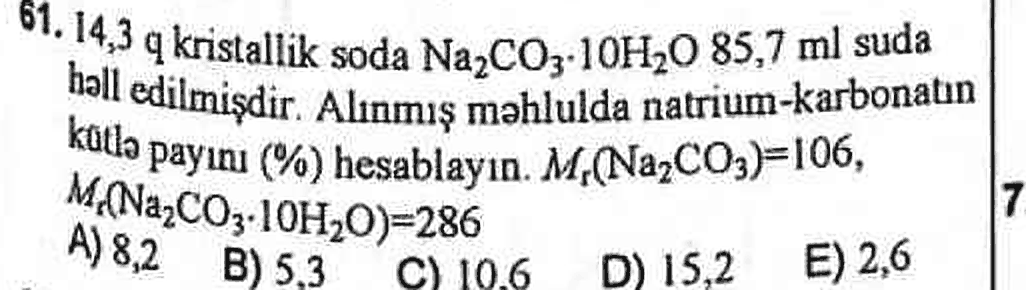 61. 14,3 q kristallik soda Na₂CO₃·10H₂O 85,7 ml suda
həll edilmişdir. Alınmış məhlulda natrium-karbonatın
kütlə payını (%) hesablayın. Mᵣ(Na₂CO₃)=106,
Mᵣ(Na₂CO₃·10H₂O)=286
A) 8,2 B) 5,3 C) 10,6 D) 15,2 E) 2,6
7